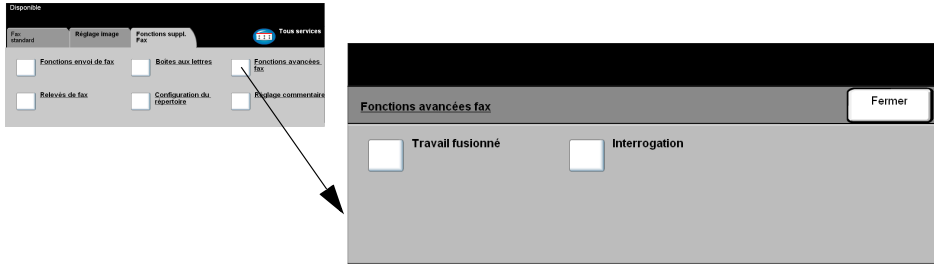 Disponible
Fax
standard
Réglage image
Fonctions suppl.
Fax
Tous services
Fonctions envoi de fax
Boîtes aux lettres
Fonctions avancées
fax
Relevés de fax
Configuration du
répertoire
Réglage commentaire
Fonctions avancées fax
Fermer
Travail fusionné
Interrogation